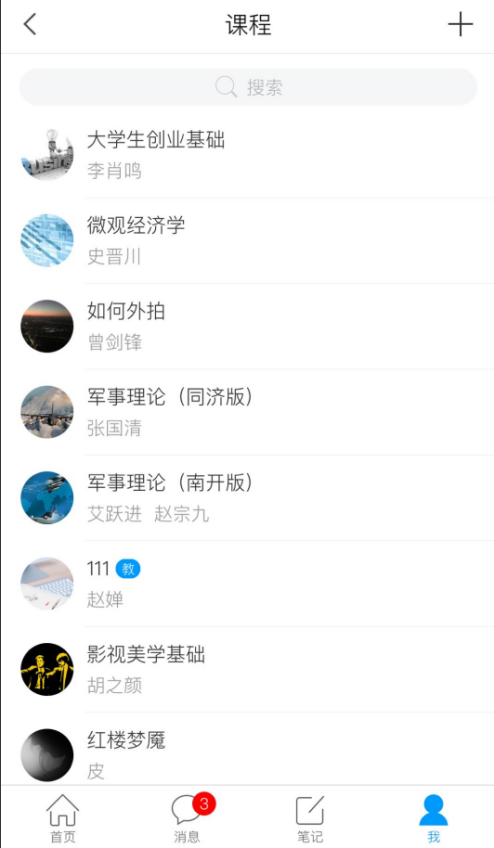 课程
搜索
大学生创业基础
李肖鸣
微观经济学
史晋川
如何外拍
曾剑锋
军事理论（同济版）
张国清
军事理论（南开版）
艾跃进 赵宗九
111 教
赵婵
影视美学基础
胡之颜
红楼梦魇
皮
3
首页
消息
笔记
我